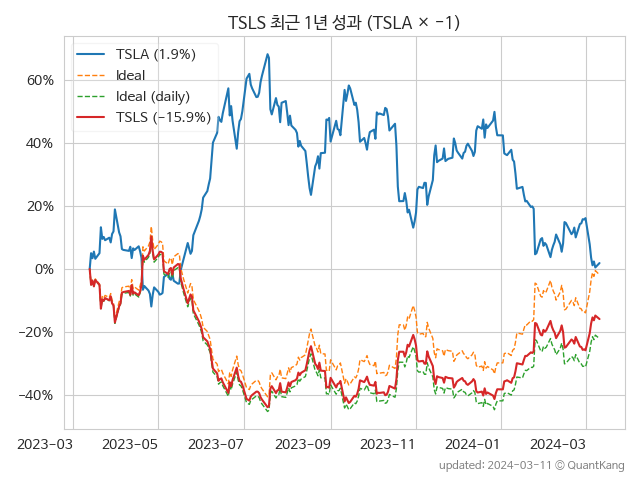 TSLS 최근 1년 성과 (TSLA × −1)
TSLA (1.9%)
Ideal
Ideal (daily)
TSLS (−15.9%)
60%
40%
20%
0%
−20%
−40%
2023-03
2023-05
2023-07
2023-09
2023-11
2024-01
2024-03
updated: 2024-03-11 © QuantKang